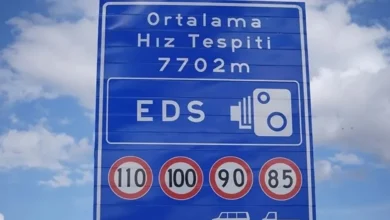 Ortalama
Hız Tespiti
7702m
EDS
110 100 90 85